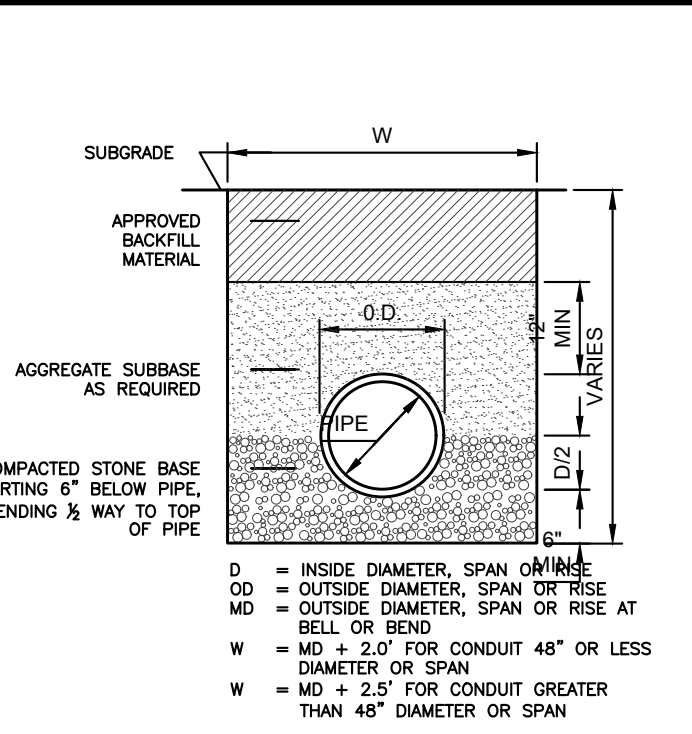 W
SUBGRADE
APPROVED
BACKFILL
MATERIAL
O.D.
12"
MIN
VARIES
AGGREGATE SUBBASE
AS REQUIRED
PIPE
D/2
OMPACTED STONE BASE
RTING 6" BELOW PIPE,
ENDING ½ WAY TO TOP
OF PIPE
6"
MIN
D = INSIDE DIAMETER, SPAN OR RISE
OD = OUTSIDE DIAMETER, SPAN OR RISE
MD = OUTSIDE DIAMETER, SPAN OR RISE AT
BELL OR BEND
W = MD + 2.0' FOR CONDUIT 48" OR LESS
DIAMETER OR SPAN
W = MD + 2.5' FOR CONDUIT GREATER
THAN 48" DIAMETER OR SPAN